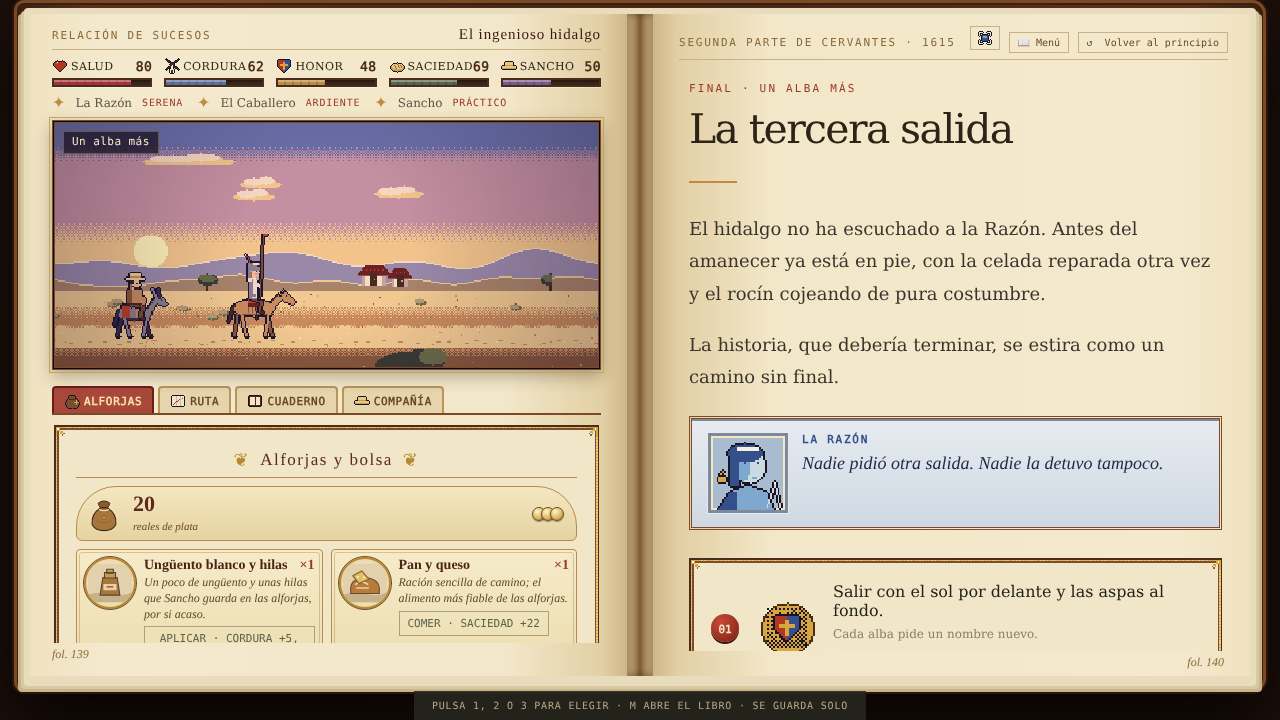 RELACIÓN DE SUCESOS
El ingenioso hidalgo
SALUD 80
CORDURA 62
HONOR 48
SACIEDAD 69
SANCHO 50
La Razón SERENA
El Caballero ARDIENTE
Sancho PRÁCTICO
Un alba más
ALFORJAS
RUTA
CUADERNO
COMPAÑÍA
Alforjas y bolsa
20
reales de plata
Ungüento blanco y hilas ×1
Un poco de ungüento y unas hilas
que Sancho guarda en las alforjas,
por si acaso.
APLICAR · CORDURA +5,
Pan y queso ×1
Ración sencilla de camino; el
alimento más fiable de las alforjas.
COMER · SACIEDAD +22
fol. 139
SEGUNDA PARTE DE CERVANTES · 1615
Menú
↺ Volver al principio
FINAL · UN ALBA MÁS
La tercera salida
El hidalgo no ha escuchado a la Razón. Antes del
amanecer ya está en pie, con la celada reparada otra vez
y el rocín cojeando de pura costumbre.
La historia, que debería terminar, se estira como un
camino sin final.
LA RAZÓN
Nadie pidió otra salida. Nadie la detuvo tampoco.
01
Salir con el sol por delante y las aspas al
fondo.
Cada alba pide un nombre nuevo.
fol. 140
PULSA 1, 2 O 3 PARA ELEGIR · M ABRE EL LIBRO · SE GUARDA SOLO